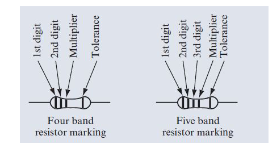 1st digit
2nd digit
Multiplier
Tolerance
Four band
resistor marking
1st digit
2nd digit
3rd digit
Multiplier
Tolerance
Five band
resistor marking